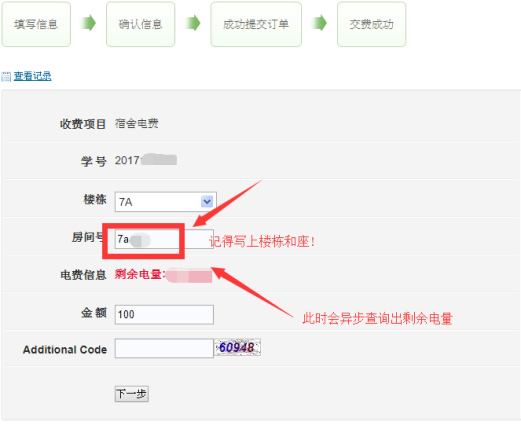 填写信息 确认信息 成功提交订单 交费成功
查看记录
收费项目 宿舍电费
学号 2017
楼栋 7A
房间号 7a 记得写上楼栋和座！
电费信息 剩余电量:
此时会异步查询出剩余电量
金额 100
Additional Code 60948
下一步